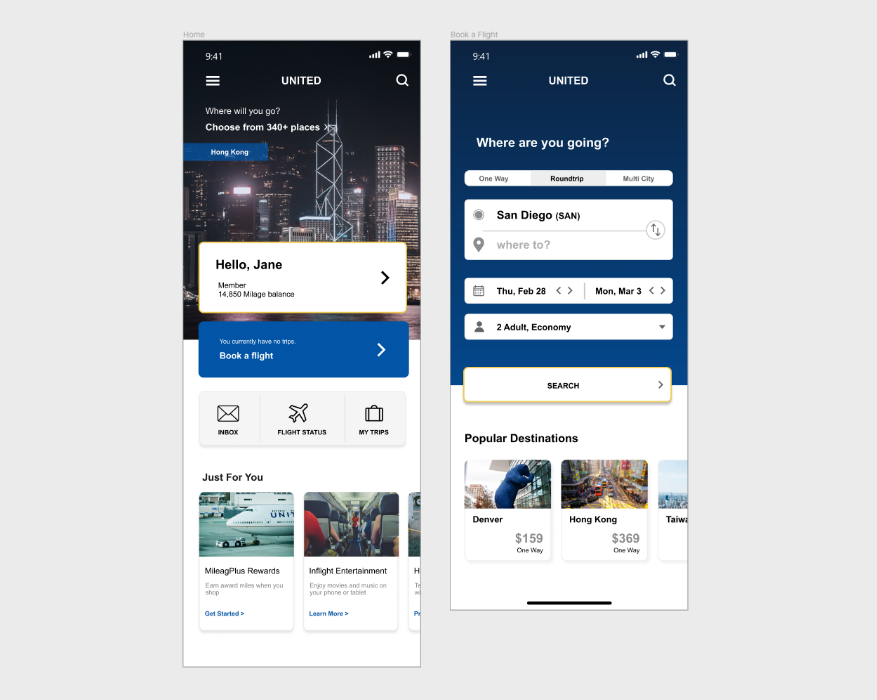 Home
9:41
UNITED
Where will you go?
Choose from 340+ places
Hong Kong
Hello, Jane
Member
14,850 Milage balance
You currently have no trips.
Book a flight
INBOX
FLIGHT STATUS
MY TRIPS
Just For You
MileagPlus Rewards
Earn award miles when you
shop
Get Started >
Inflight Entertainment
Enjoy movies and music on
your phone or tablet
Learn More >
H
Te
Pr
Book a Flight
9:41
UNITED
Where are you going?
One Way
Roundtrip
Multi City
San Diego (SAN)
where to?
Thu, Feb 28 < >
Mon, Mar 3 < >
2 Adult, Economy
SEARCH
Popular Destinations
Denver
$159
One Way
Hong Kong
$369
One Way
Taiwa